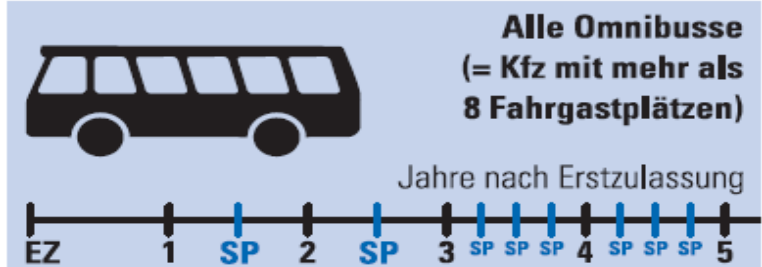 Alle Omnibusse
(= Kfz mit mehr als
8 Fahrgastplätzen)
Jahre nach Erstzulassung
EZ 1 SP 2 SP 3 SP SP SP 4 SP SP SP 5